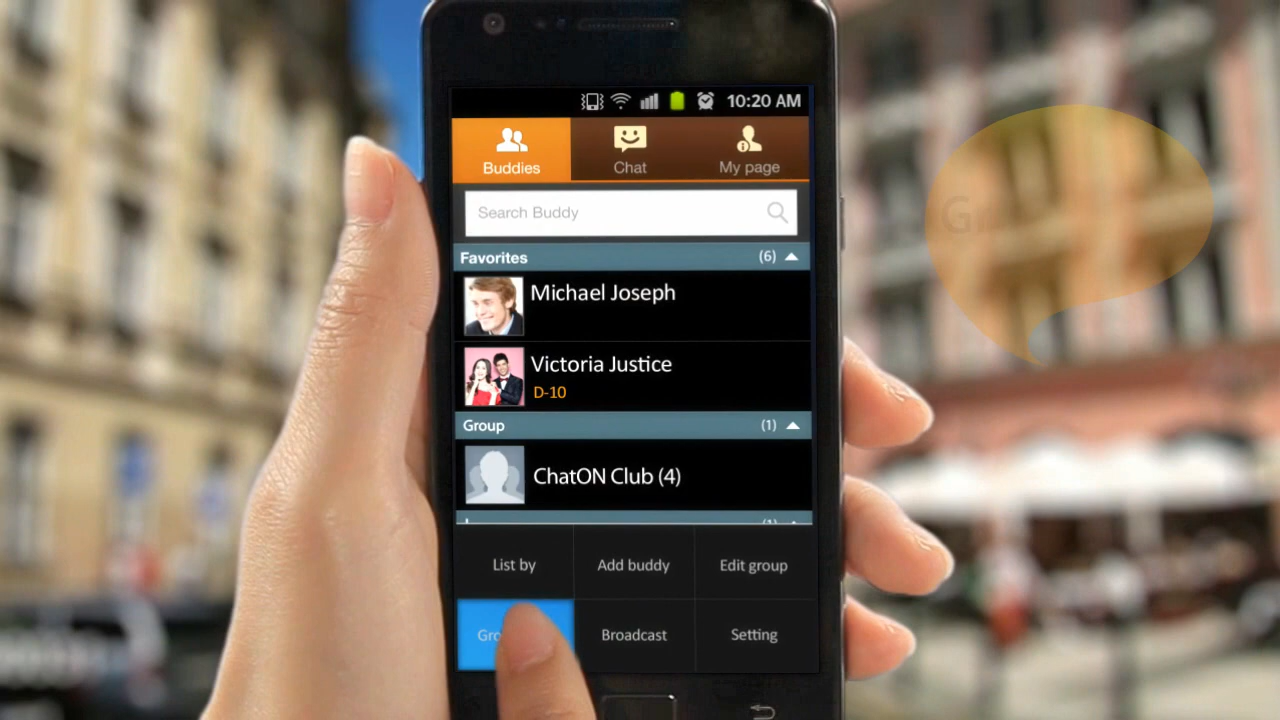 10:20 AM
Buddies
Chat
My page
Search Buddy
Favorites (6)
Michael Joseph
Victoria Justice
D-10
Group (1)
ChatON Club (4)
List by
Add buddy
Edit group
Broadcast
Setting